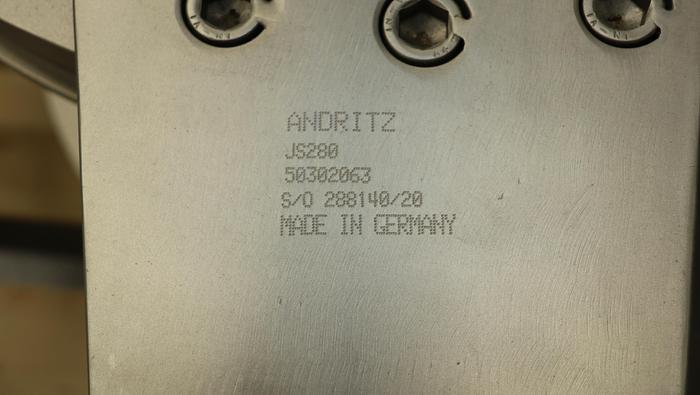 ANDRITZ
JS280
50302063
S/O 288140/20
MADE IN GERMANY